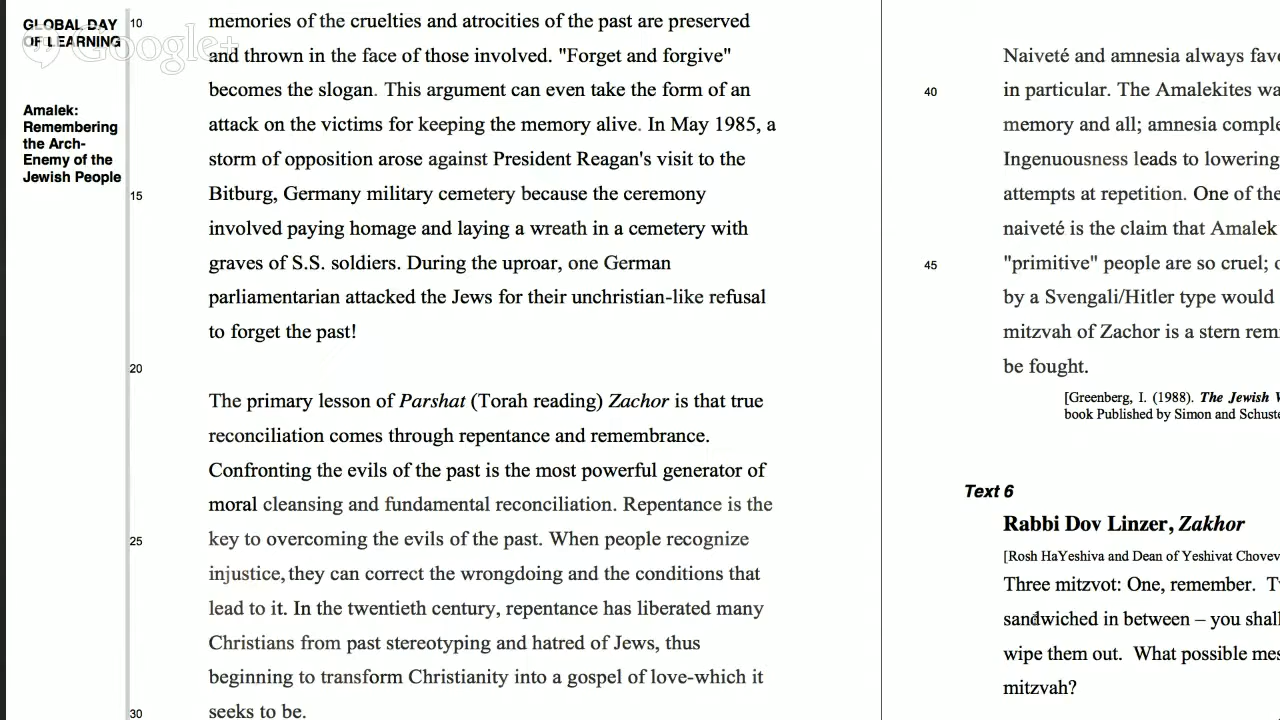 GLOBAL DAY
OF LEARNING
Google+
Amalek:
Remembering
the Arch-
Enemy of the
Jewish People
10
memories of the cruelties and atrocities of the past are preserved
and thrown in the face of those involved. "Forget and forgive"
becomes the slogan. This argument can even take the form of an
attack on the victims for keeping the memory alive. In May 1985, a
storm of opposition arose against President Reagan's visit to the
15
Bitburg, Germany military cemetery because the ceremony
involved paying homage and laying a wreath in a cemetery with
graves of S.S. soldiers. During the uproar, one German
parliamentarian attacked the Jews for their unchristian-like refusal
to forget the past!
20
The primary lesson of Parshat (Torah reading) Zachor is that true
reconciliation comes through repentance and remembrance.
Confronting the evils of the past is the most powerful generator of
moral cleansing and fundamental reconciliation. Repentance is the
25
key to overcoming the evils of the past. When people recognize
injustice, they can correct the wrongdoing and the conditions that
lead to it. In the twentieth century, repentance has liberated many
Christians from past stereotyping and hatred of Jews, thus
beginning to transform Christianity into a gospel of love-which it
30
seeks to be.
Naiveté and amnesia always
40
in particular. The Amalekites
memory and all; amnesia
Ingenuousness leads to lowering
attempts at repetition. One of the
naiveté is the claim that Amalek
45
"primitive" people are so cruel;
by a Svengali/Hitler type would
mitzvah of Zachor is a stern
be fought.
[Greenberg, I. (1988). The Jewish
book Published by Simon and
Text 6
Rabbi Dov Linzer, Zakhor
[Rosh HaYeshiva and Dean of Yeshivat
Three mitzvot: One, remember.
sandwiched in between – you
wipe them out. What possible
mitzvah?